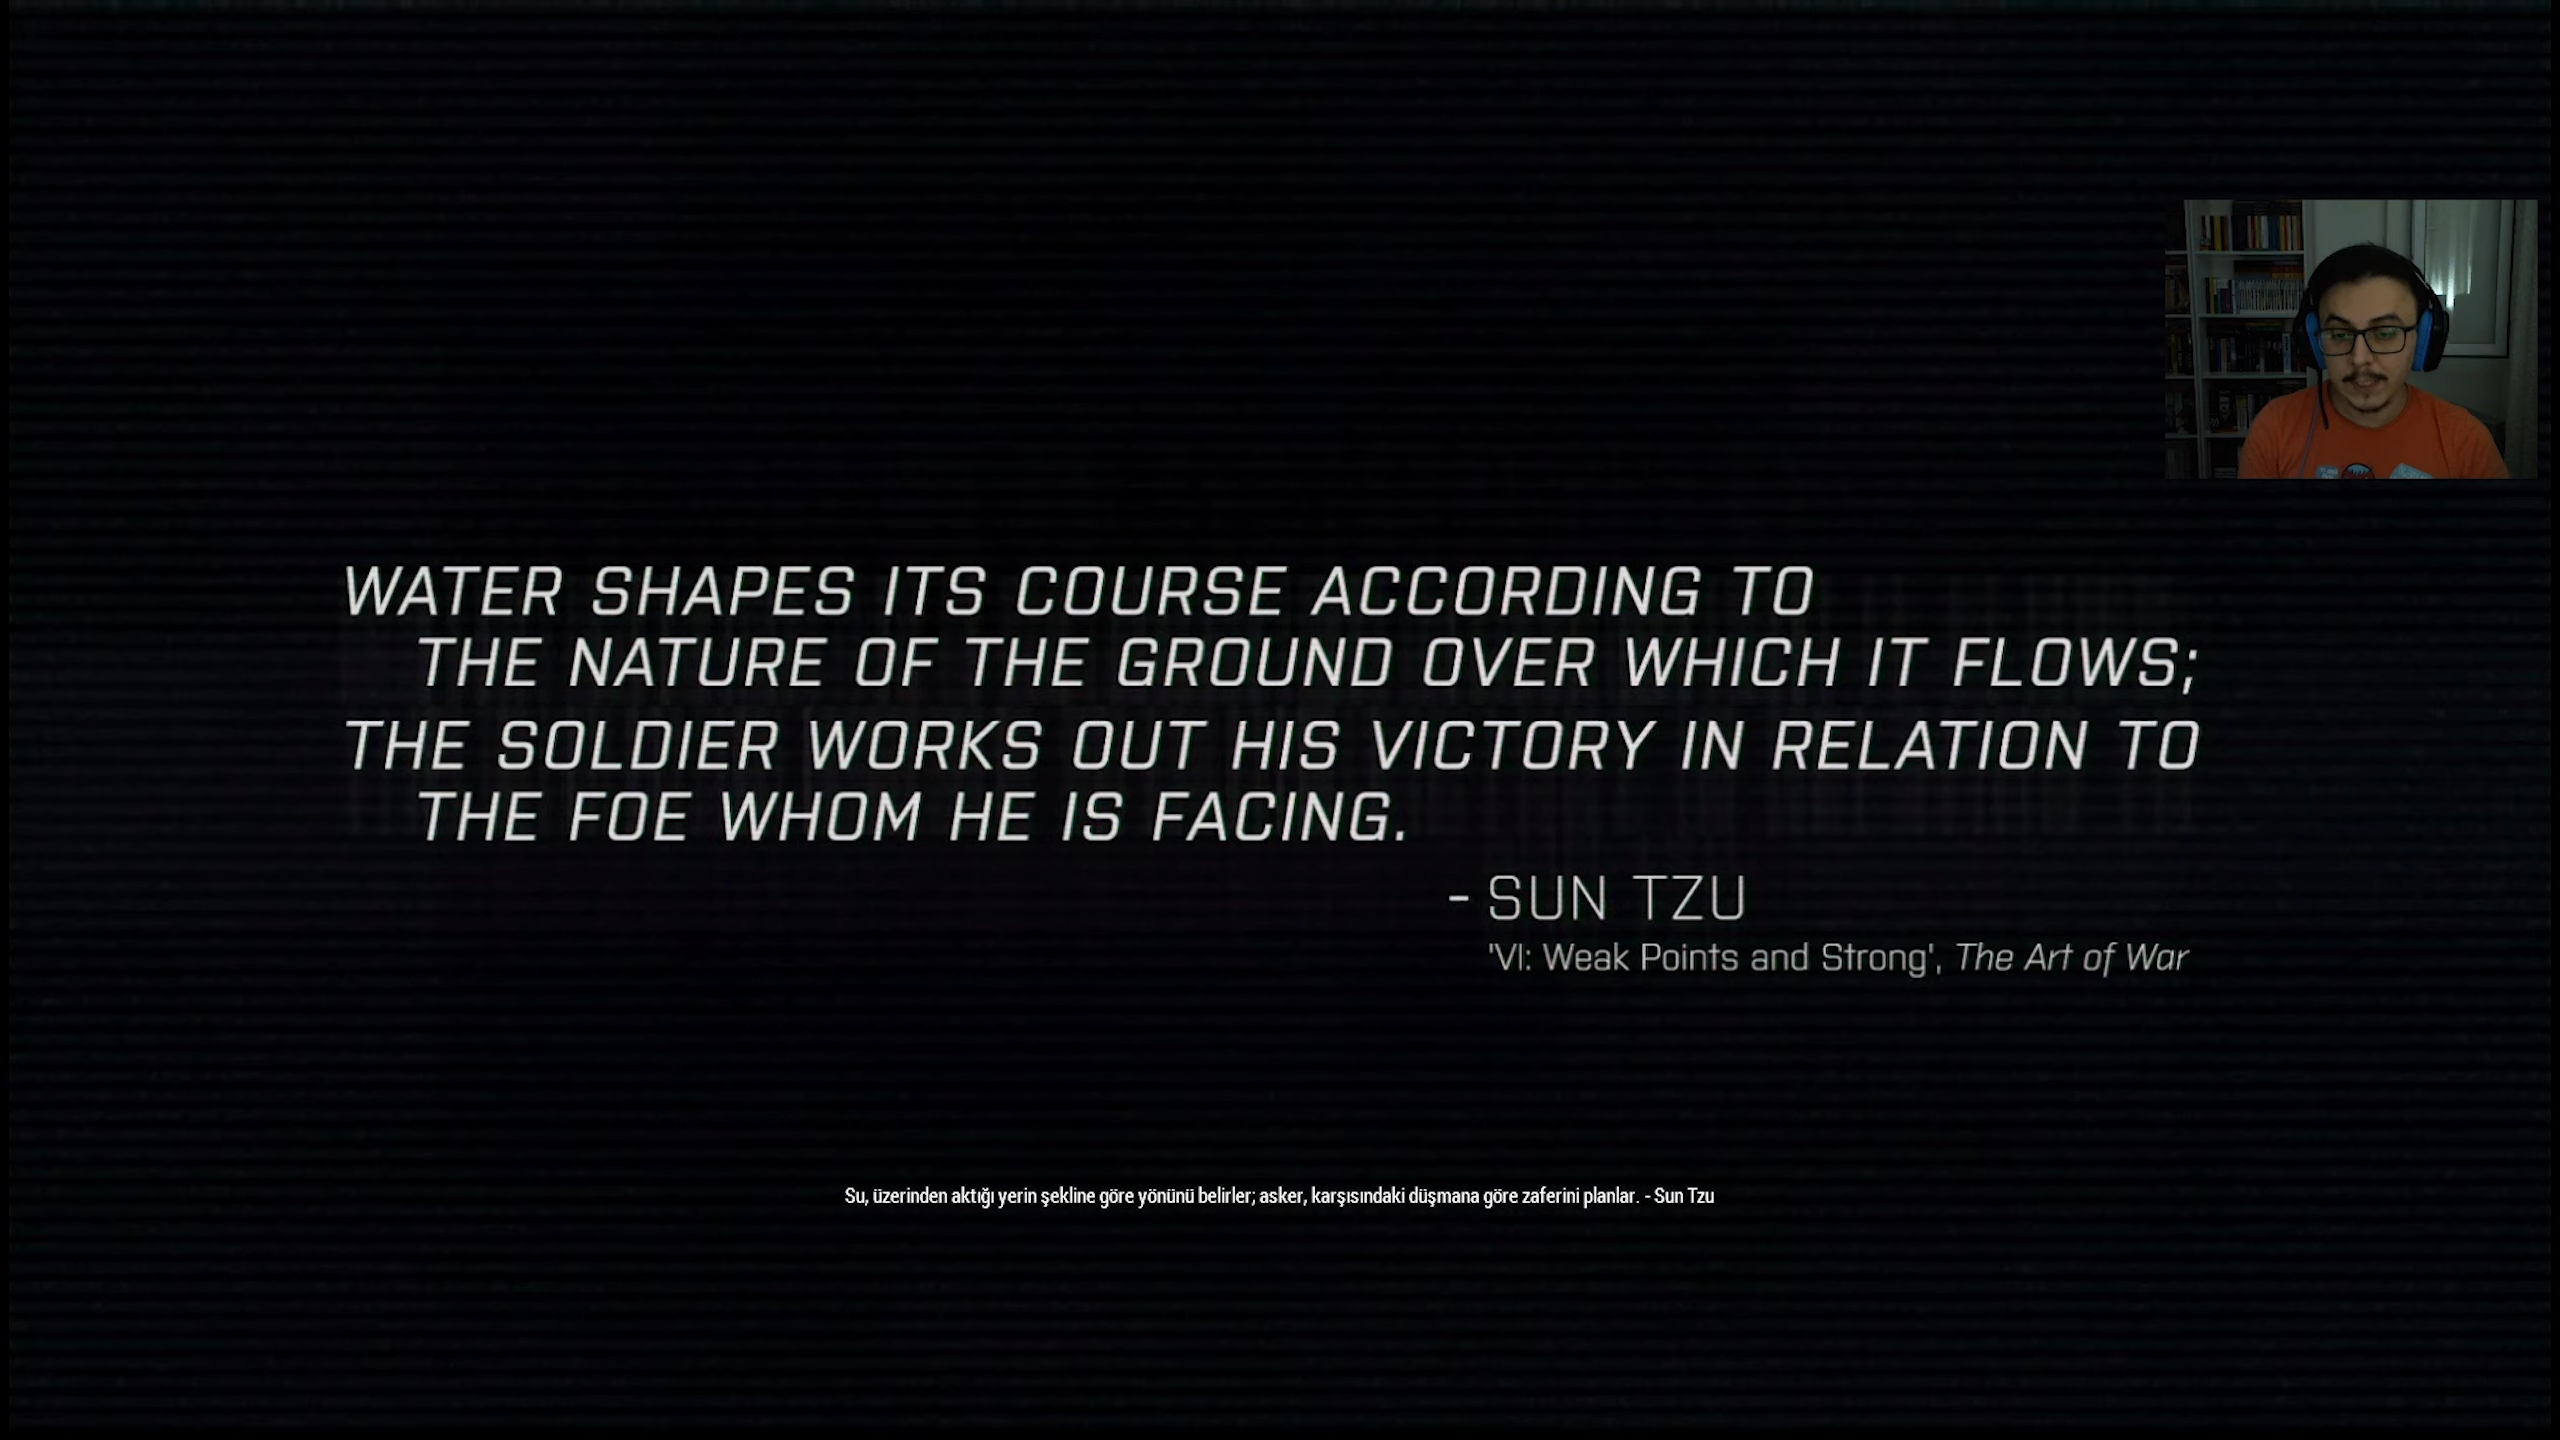 WATER SHAPES ITS COURSE ACCORDING TO
THE NATURE OF THE GROUND OVER WHICH IT FLOWS;
THE SOLDIER WORKS OUT HIS VICTORY IN RELATION TO
THE FOE WHOM HE IS FACING.
- SUN TZU
'VI: Weak Points and Strong', The Art of War
Su, üzerinden aktığı yerin şekline göre yönünü belirler; asker, karşısındaki düşmana göre zaferini planlar. - Sun Tzu